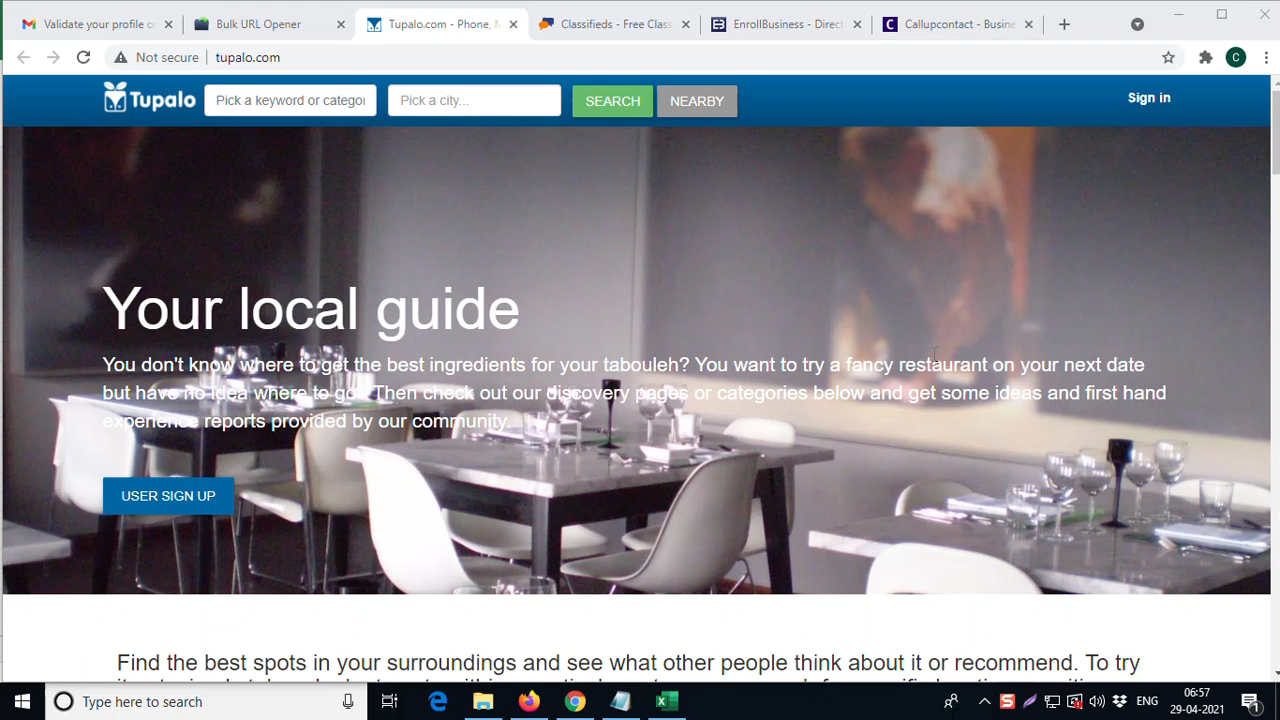 Validate your profile o
Bulk URL Opener
Tupalo.com - Phone, M
Classifieds - Free Class
EnrollBusiness - Direct
Callupcontact - Busine
Not secure
tupalo.com
C
Tupalo
Pick a keyword or categor
Pick a city...
SEARCH
NEARBY
Sign in
Your local guide
You don't know where to get the best ingredients for your tabouleh? You want to try a fancy restaurant on your next date
but have no idea where to go? Then check out our discovery pages or categories below and get some ideas and first hand
experience reports provided by our community.
USER SIGN UP
Find the best spots in your surroundings and see what other people think about it or recommend. To try
Type here to search
ENG
06:57
29-04-2021
1